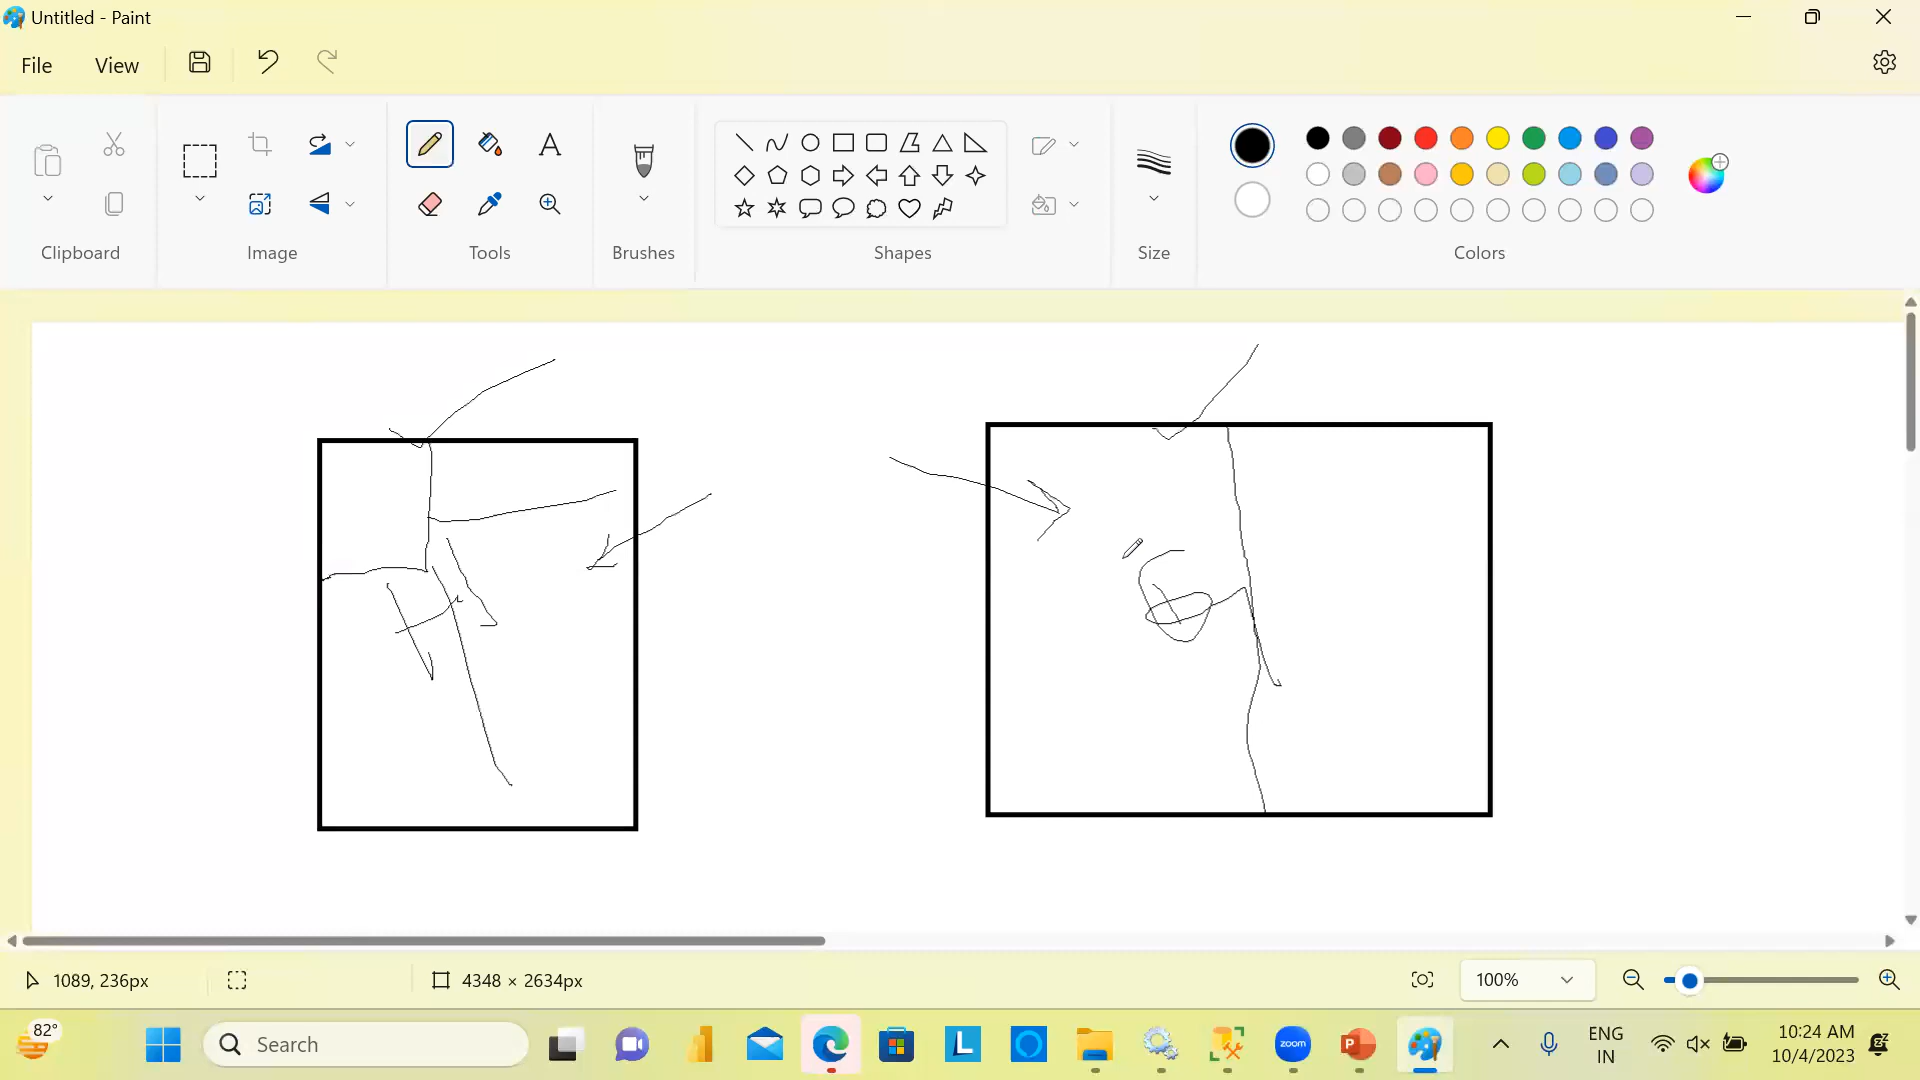 Untitled - Paint
File View
Clipboard Image Tools Brushes Shapes Size Colors
1089, 236px 4348 × 2634px 100%
82° Search L zoom P ENG
IN 10:24 AM
10/4/2023